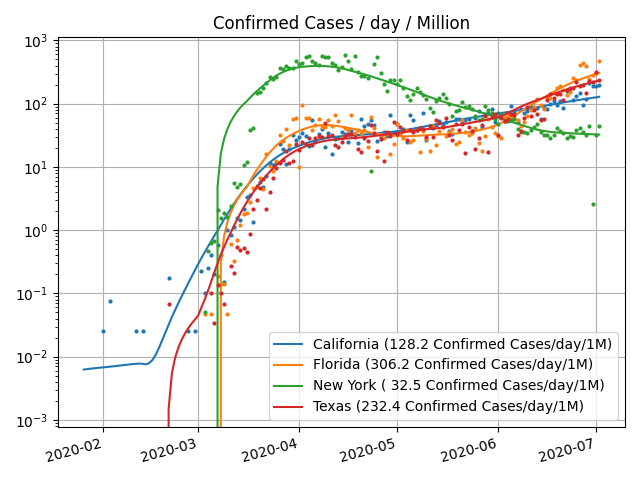 Confirmed Cases / day / Million
10³
10²
10¹
10⁰
10⁻¹
10⁻²
10⁻³
California (128.2 Confirmed Cases/day/1M)
Florida (306.2 Confirmed Cases/day/1M)
New York ( 32.5 Confirmed Cases/day/1M)
Texas (232.4 Confirmed Cases/day/1M)
2020-02 2020-03 2020-04 2020-05 2020-06 2020-07